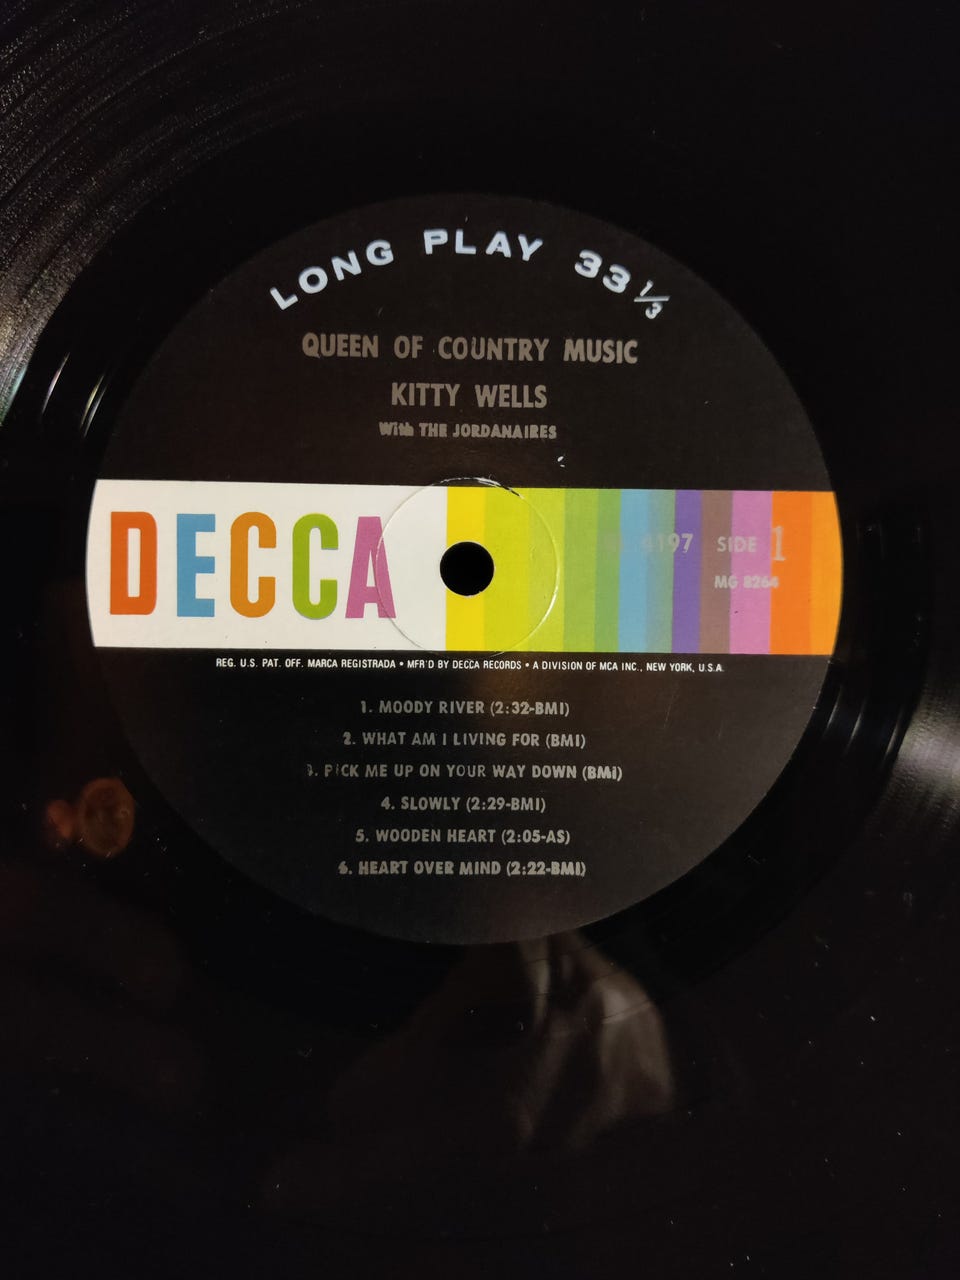 LONG PLAY 33 1/3
QUEEN OF COUNTRY MUSIC
KITTY WELLS
With THE JORDANAIRES
DECCA
4197 SIDE 1
MG 8264
REG. U.S. PAT. OFF. MARCA REGISTRADA • MFR'D BY DECCA RECORDS • A DIVISION OF MCA INC., NEW YORK, U.S.A.
1. MOODY RIVER (2:32-BMI)
2. WHAT AM I LIVING FOR (BMI)
3. PICK ME UP ON YOUR WAY DOWN (BMI)
4. SLOWLY (2:29-BMI)
5. WOODEN HEART (2:05-AS)
6. HEART OVER MIND (2:22-BMI)